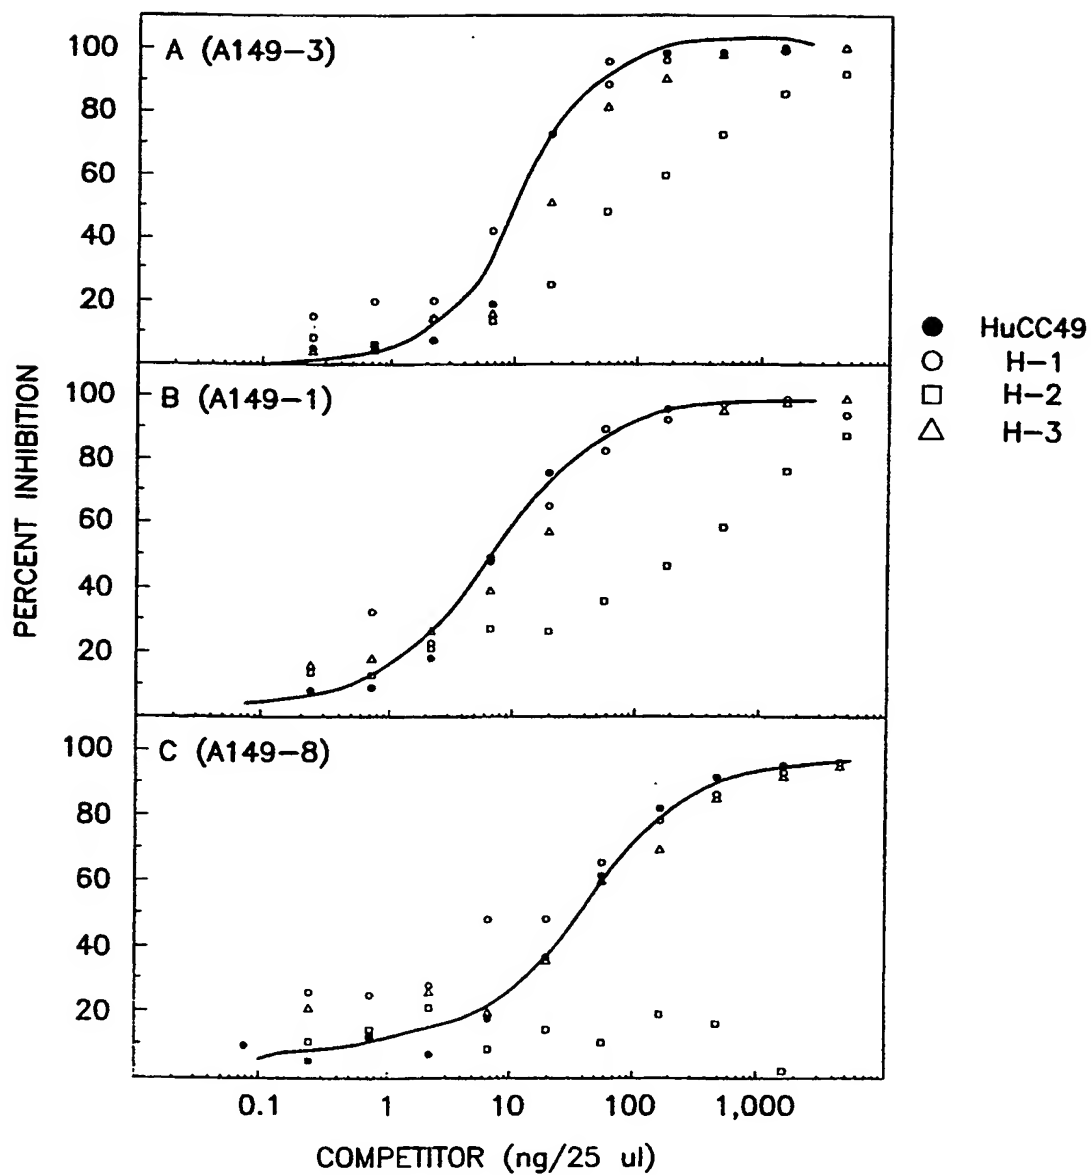 A (A149-3)
100
80
60
40
20
B (A149-1)
100
80
60
40
20
C (A149-8)
100
80
60
40
20
PERCENT INHIBITION
0.1 1 10 100 1,000
COMPETITOR (ng/25 ul)
HuCC49
H-1
H-2
H-3